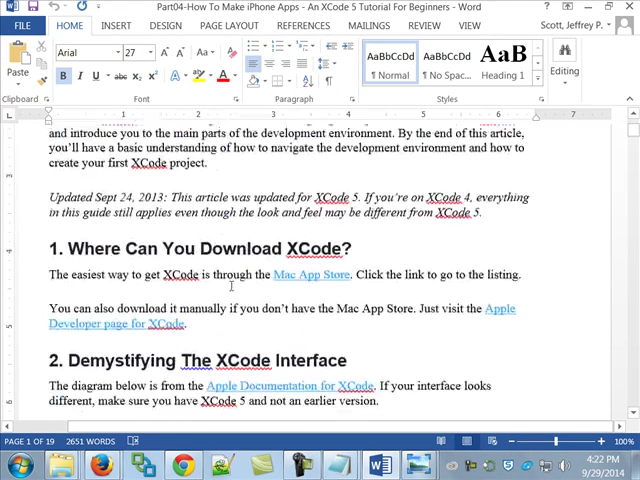 Part04-How To Make iPhone Apps - An XCode 5 Tutorial For Beginners - Word
FILE HOME INSERT DESIGN PAGE LAYOUT REFERENCES MAILINGS REVIEW VIEW Scott, Jeffrey P.
Arial 27
AaBbCcDd AaBbCcDd AaB
Paste ¶ Normal ¶ No Spac... Heading 1 Editing
Clipboard Font Paragraph Styles
1 2 3 4 5 6 7
and introduce you to the main parts of the development environment. By the end of this article,
you'll have a basic understanding of how to navigate the development environment and how to
create your first XCode project.
Updated Sept 24, 2013: This article was updated for XCode 5. If you're on XCode 4, everything
in this guide still applies even though the look and feel may be different from XCode 5.
1. Where Can You Download XCode?
The easiest way to get XCode is through the Mac App Store. Click the link to go to the listing.
You can also download it manually if you don't have the Mac App Store. Just visit the Apple
Developer page for XCode.
2. Demystifying The XCode Interface
The diagram below is from the Apple Documentation for XCode. If your interface looks
different, make sure you have XCode 5 and not an earlier version.
PAGE 1 OF 19 2651 WORDS 100%
4:22 PM
9/29/2014